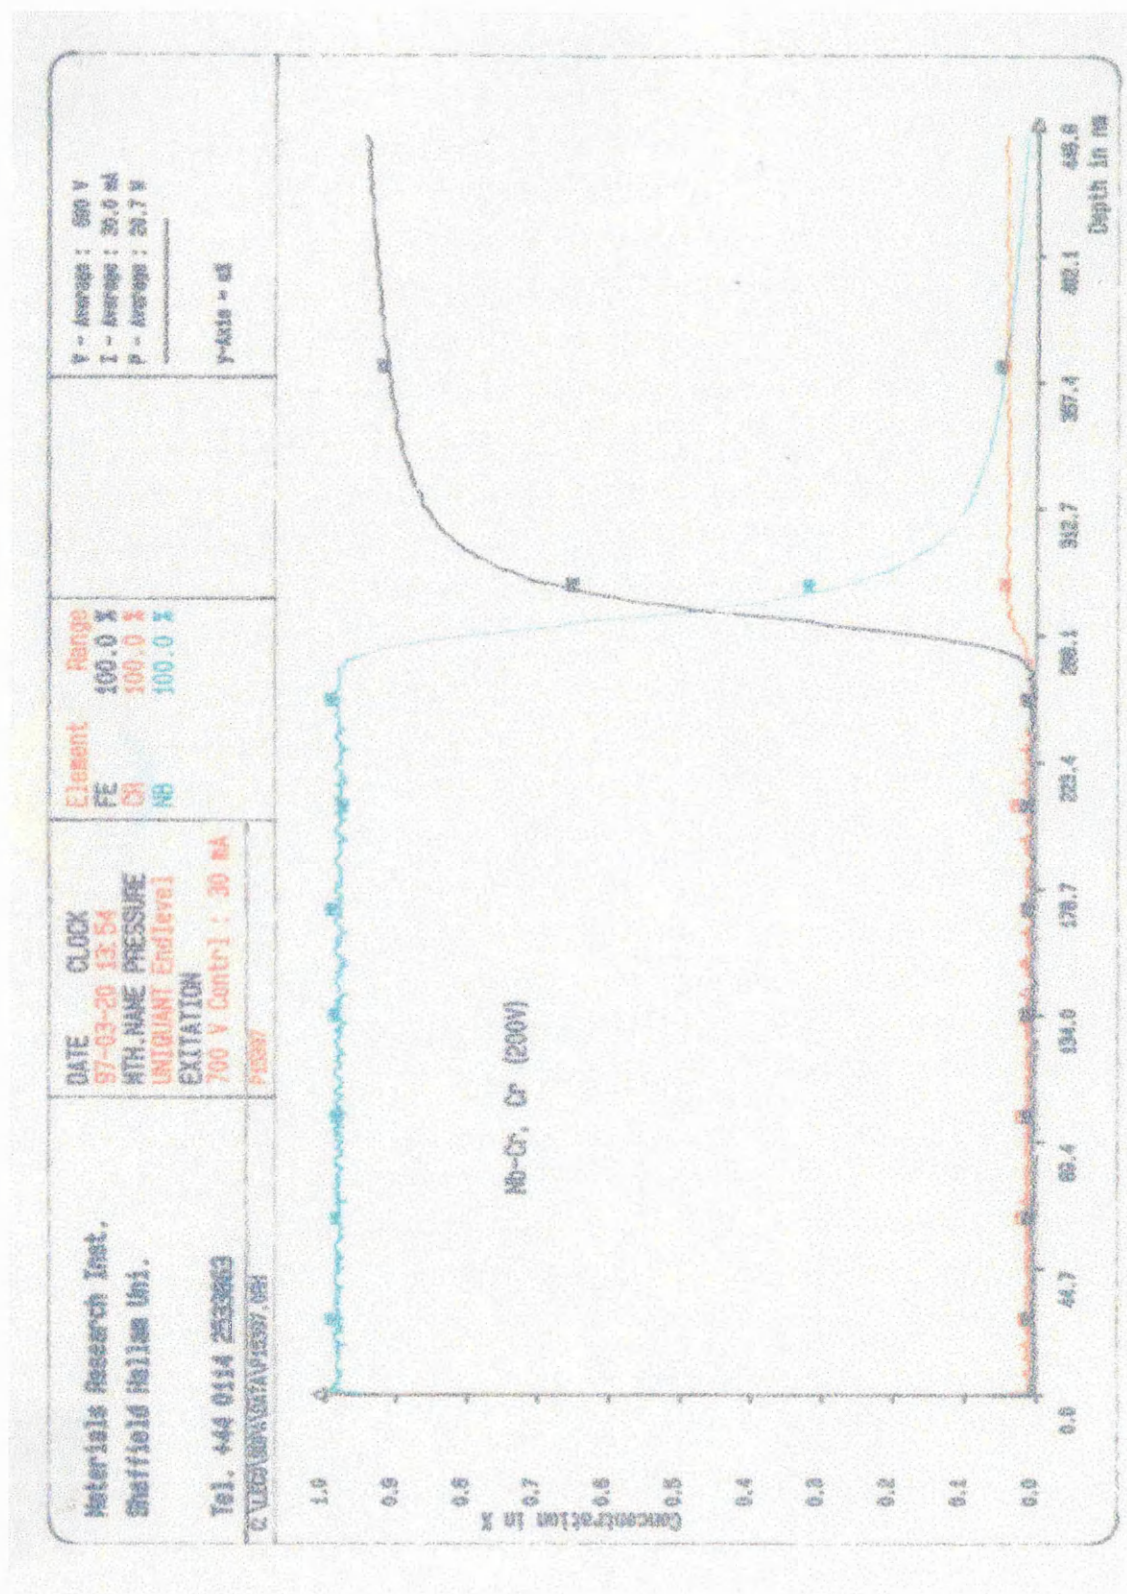 Materials Research Inst.
Sheffield Hallam Uni.
Tel. +44 0114 2533063
DATE CLOCK
97-03-20 13:54
MTH.NAME PRESSURE
UNIQUANT Endlevel
EXITATION
700 V Contrl : 30 mA
Element Range
FE 100.0 %
CR 100.0 %
NB 100.0 %
I - Average : 30.0 mA
P - Average : 20.7 W
y-Axis = m%
Nb-Cr, Cr (200V)
Concentration in %
1.0
0.9
0.8
0.7
0.6
0.5
0.4
0.3
0.2
0.1
0.0
0.0
44.7
89.4
134.0
178.7
223.4
268.1
312.7
357.4
402.1
Depth in nm